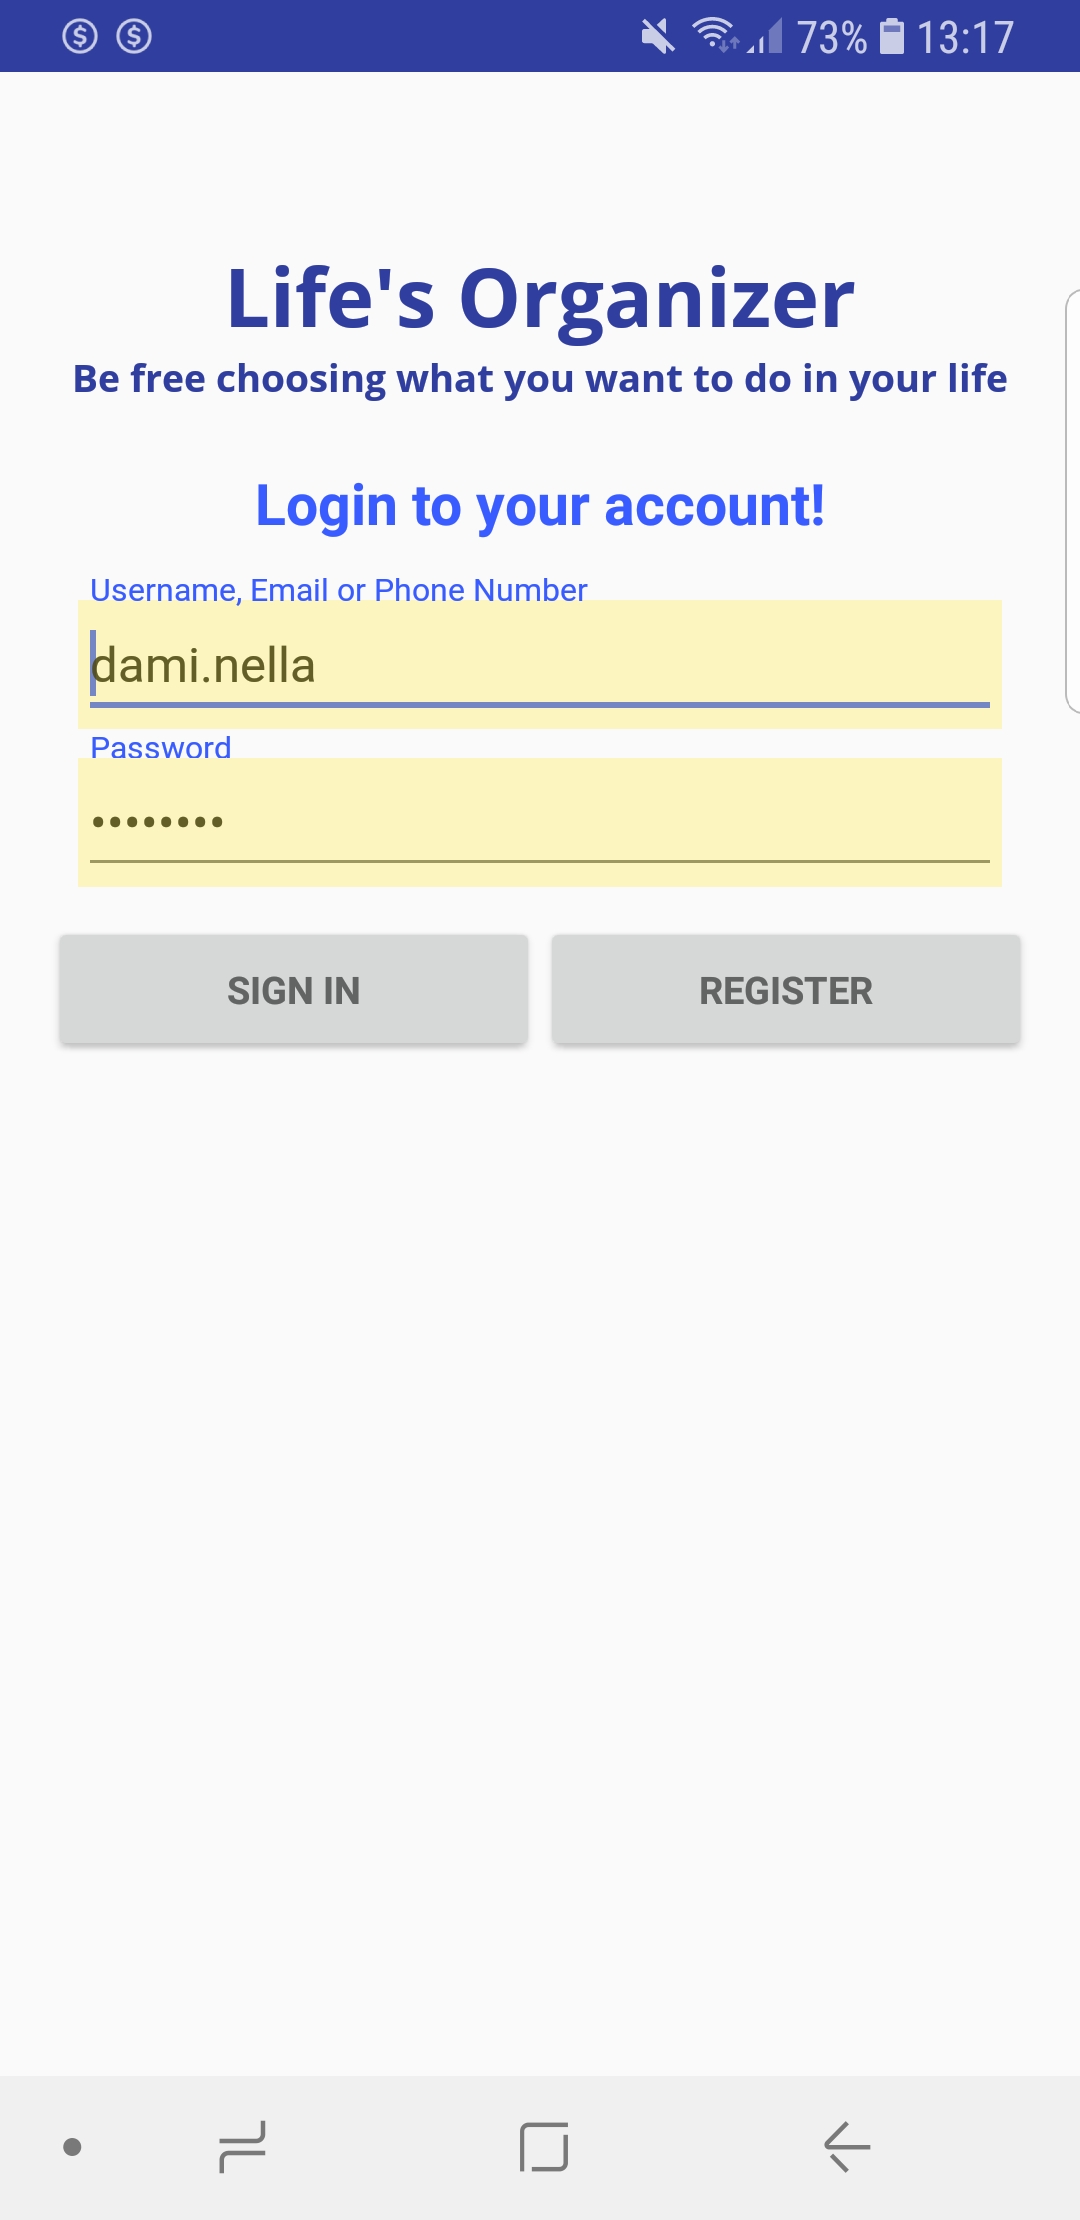 73% 13:17
Life's Organizer
Be free choosing what you want to do in your life
Login to your account!
Username, Email or Phone Number
dami.nella
Password
••••••••
SIGN IN REGISTER